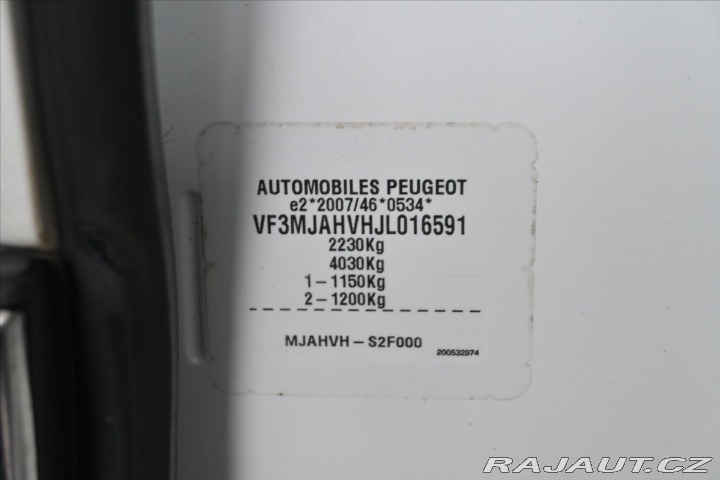 AUTOMOBILES PEUGEOT
e2*2007/46*0534*
VF3MJAHVHJL016591
2230Kg
4030Kg
1-1150Kg
2-1200Kg
MJAHVH-S2F000
200532974
RAJAUT.CZ